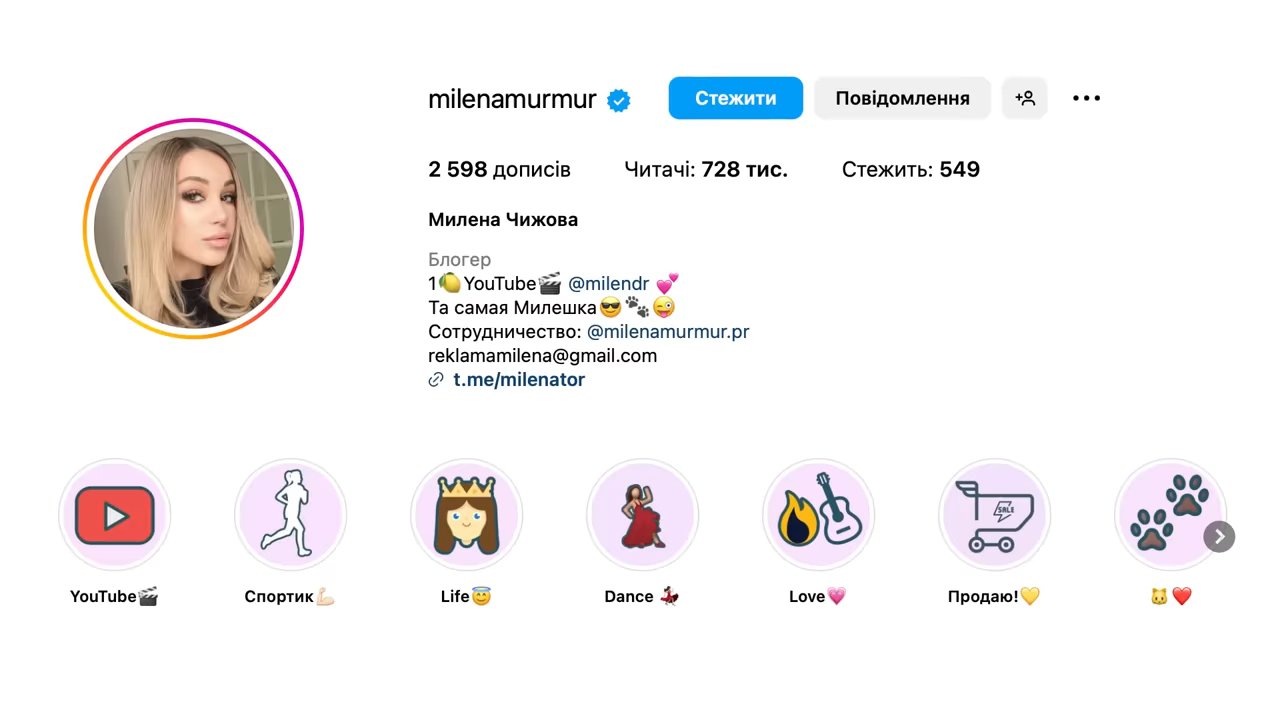 milenamurmur Стежити Повідомлення
2 598 дописів Читачі: 728 тис. Стежить: 549
Милена Чижова
Блогер
1🍋YouTube🎬 @milendr 💕
Та самая Милешка😎🐾😜
Сотрудничество: @milenamurmur.pr
reklamamilena@gmail.com
t.me/milenator
SALE
YouTube🎬 Спортик💪🏻 Life😇 Dance 💃🏻 Love💗 Продаю!💛 🐱❤️